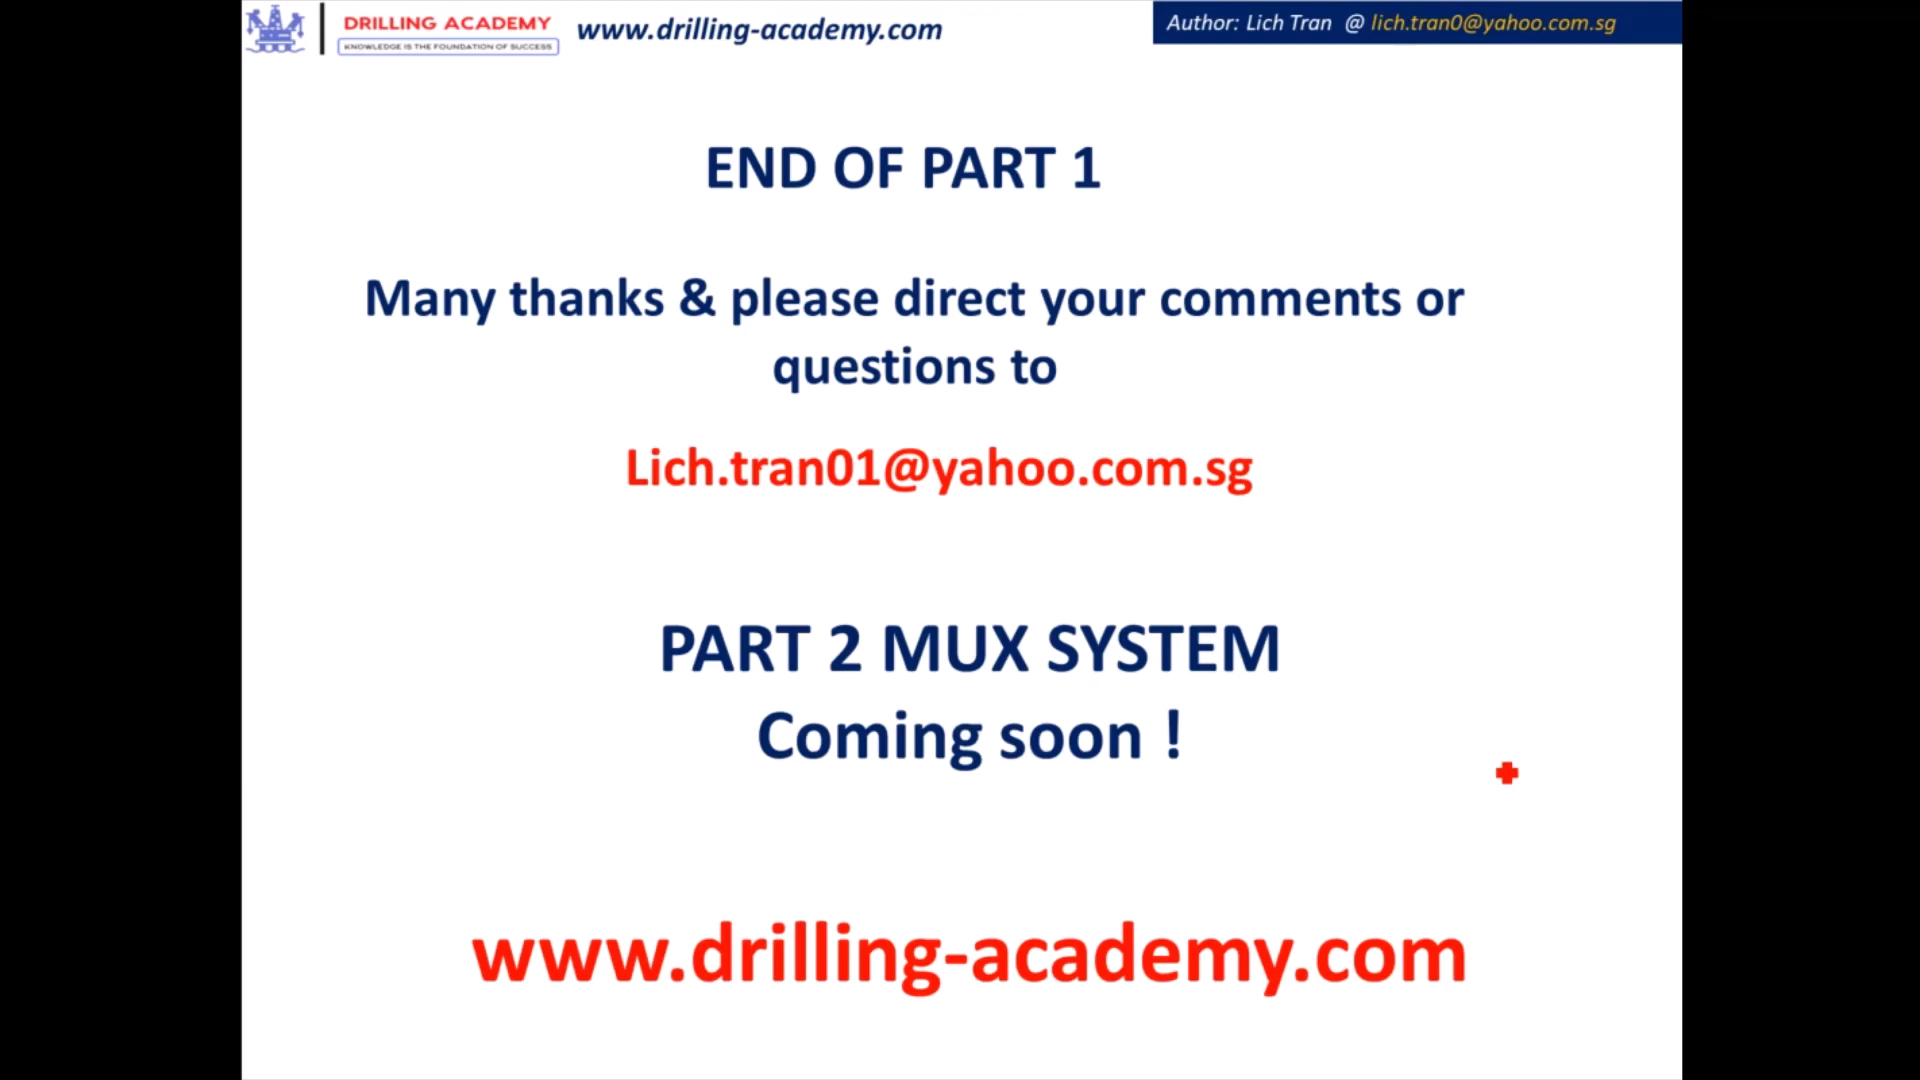 DRILLING ACADEMY
KNOWLEDGE IS THE FOUNDATION OF SUCCESS
www.drilling-academy.com
Author: Lich Tran @ lich.tran0@yahoo.com.sg
END OF PART 1
Many thanks & please direct your comments or
questions to
Lich.tran01@yahoo.com.sg
PART 2 MUX SYSTEM
Coming soon !
www.drilling-academy.com